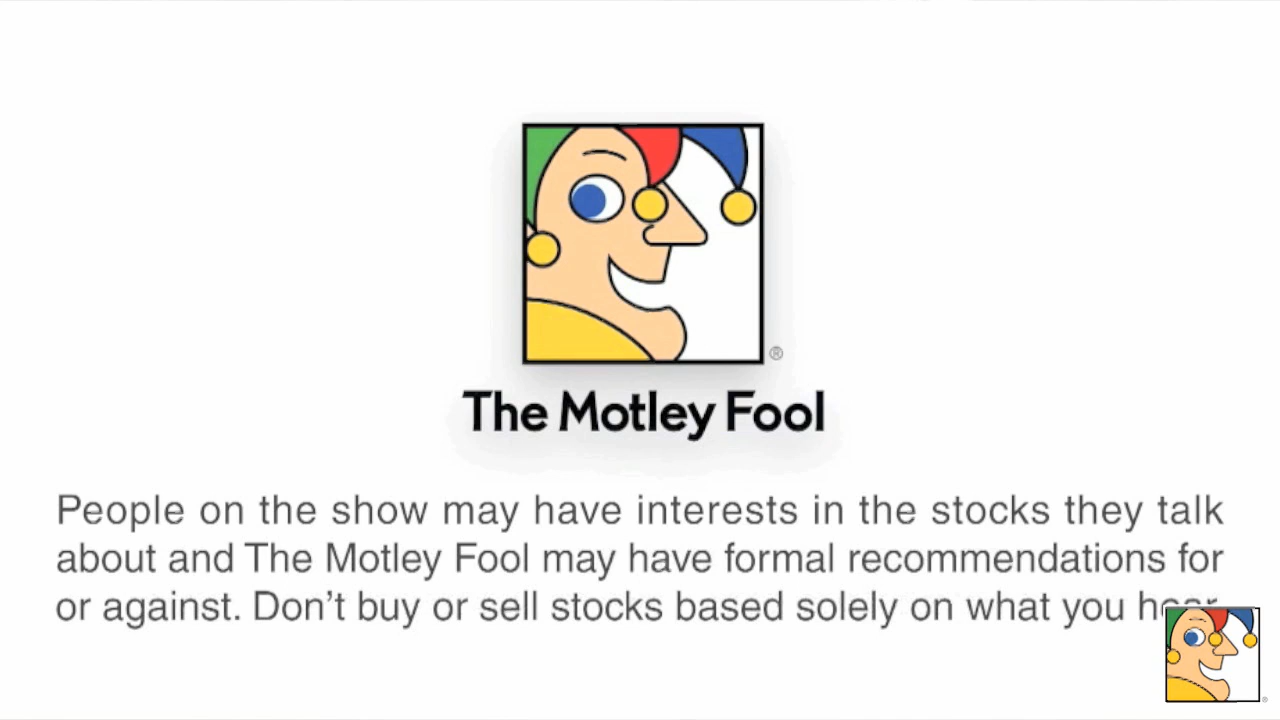 ®
The Motley Fool
People on the show may have interests in the stocks they talk
about and The Motley Fool may have formal recommendations for
or against. Don’t buy or sell stocks based solely on what you hear.
®